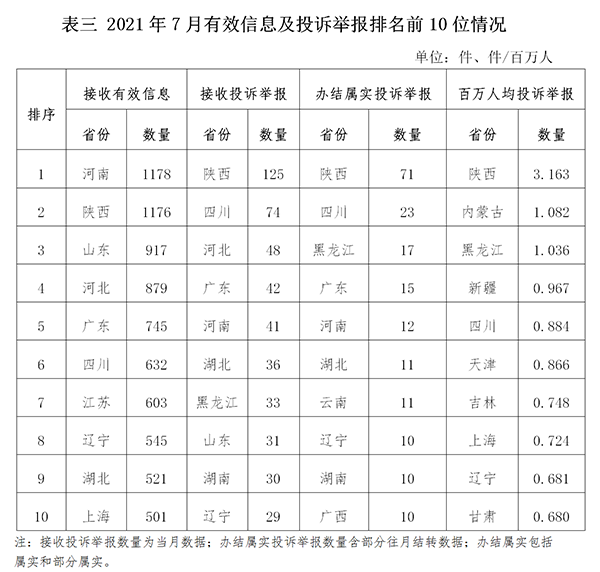 表三 2021 年 7 月有效信息及投诉举报排名前 10 位情况
单位：件、件/百万人
排序 接收有效信息 接收投诉举报 办结属实投诉举报 百万人均投诉举报
省份 数量 省份 数量 省份 数量 省份 数量
1 河南 1178 陕西 125 陕西 71 陕西 3.163
2 陕西 1176 四川 74 四川 23 内蒙古 1.082
3 山东 917 河北 48 黑龙江 17 黑龙江 1.036
4 河北 879 广东 42 广东 15 新疆 0.967
5 广东 745 河南 41 河南 12 四川 0.884
6 四川 632 湖北 36 湖北 11 天津 0.866
7 江苏 603 黑龙江 33 云南 11 吉林 0.748
8 辽宁 545 山东 31 辽宁 10 上海 0.724
9 湖北 521 湖南 30 湖南 10 辽宁 0.681
10 上海 501 辽宁 29 广西 10 甘肃 0.680
注：接收投诉举报数量为当月数据；办结属实投诉举报数量含部分往月结转数据；办结属实包括
属实和部分属实。